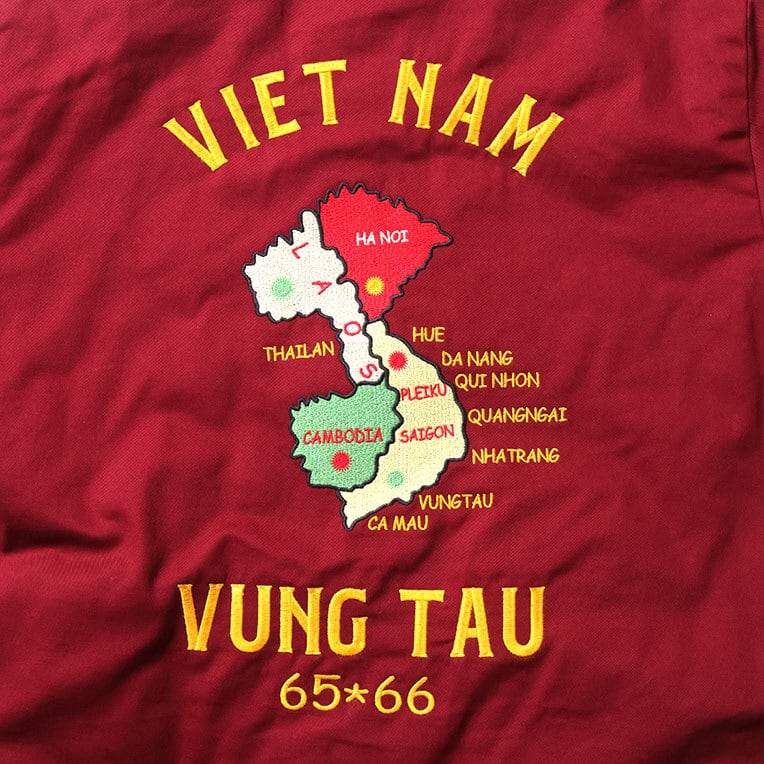 VIET NAM
HA NOI
LAOS
HUE
THAILAN
DA NANG
QUI NHON
PLEIKU
QUANGNGAI
CAMBODIA
SAIGON
NHATRANG
VUNGTAU
CA MAU
VUNG TAU
65*66